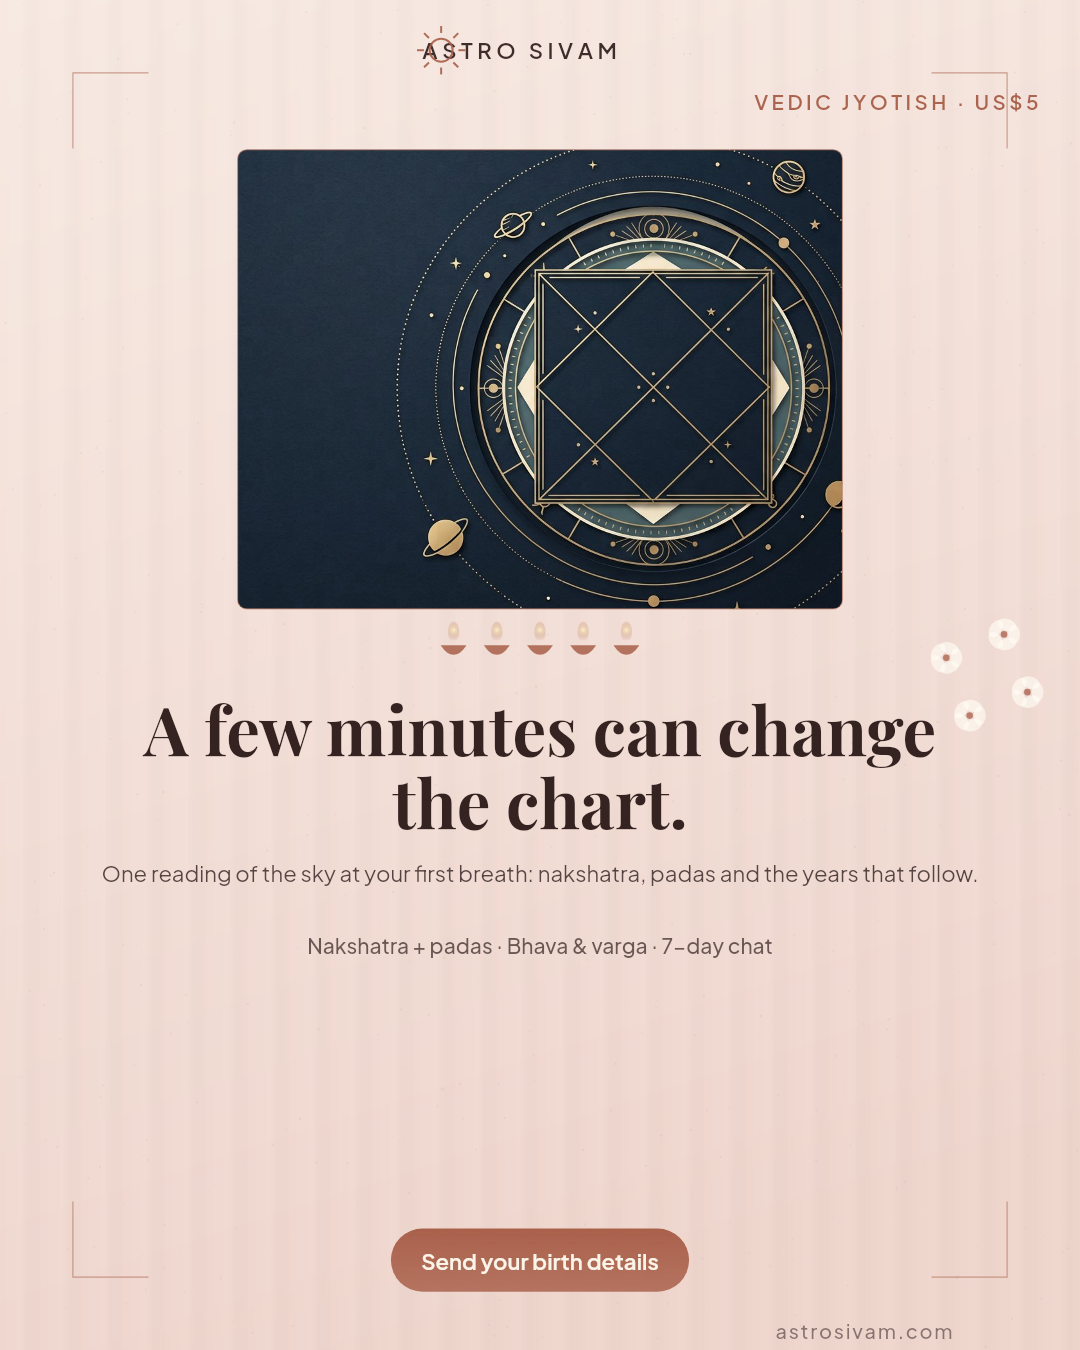 ASTRO SIVAM
VEDIC JYOTISH · US$5
A few minutes can change
the chart.
One reading of the sky at your first breath: nakshatra, padas and the years that follow.
Nakshatra + padas · Bhava & varga · 7–day chat
Send your birth details
astrosivam.com